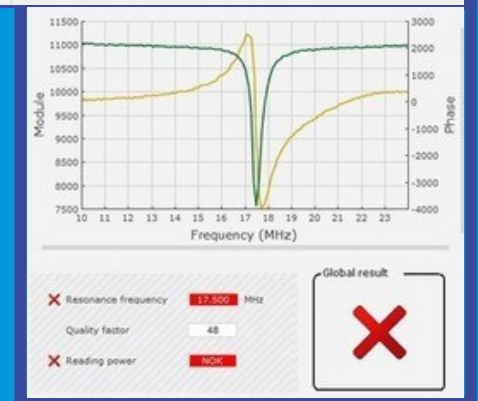 11500
11000
10500
10000
9500
9000
8500
8000
7500
Module
3000
2000
1000
0
-1000
-2000
-3000
-4000
Phase
10 11 12 13 14 15 16 17 18 19 20 21 22 23
Frequency (MHz)
Resonance frequency 17.500 MHz
Quality factor 48
Reading power NOK
Global result